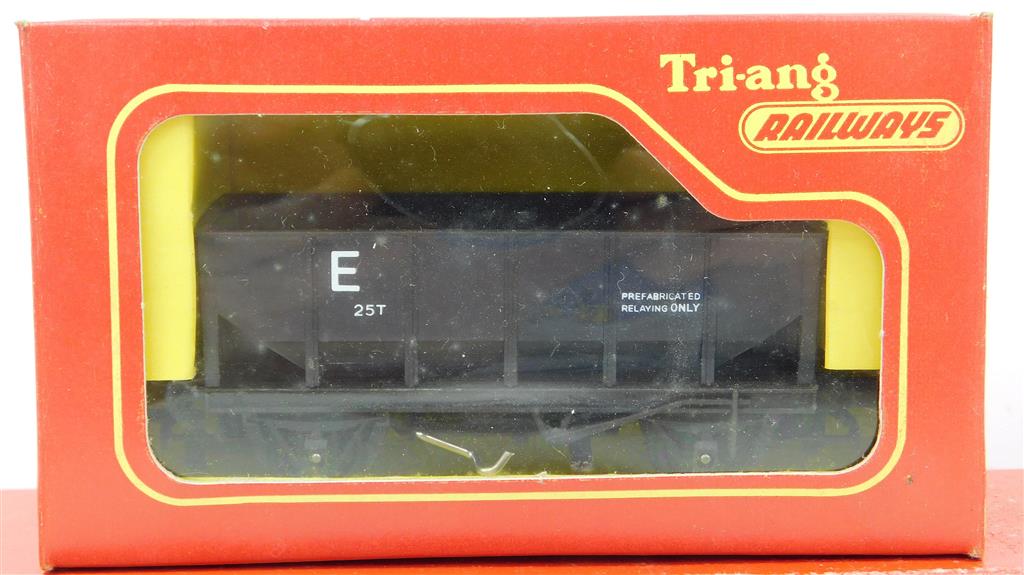 Tri-ang
RAILWAYS
E
25T
PREFABRICATED
RELAYING ONLY